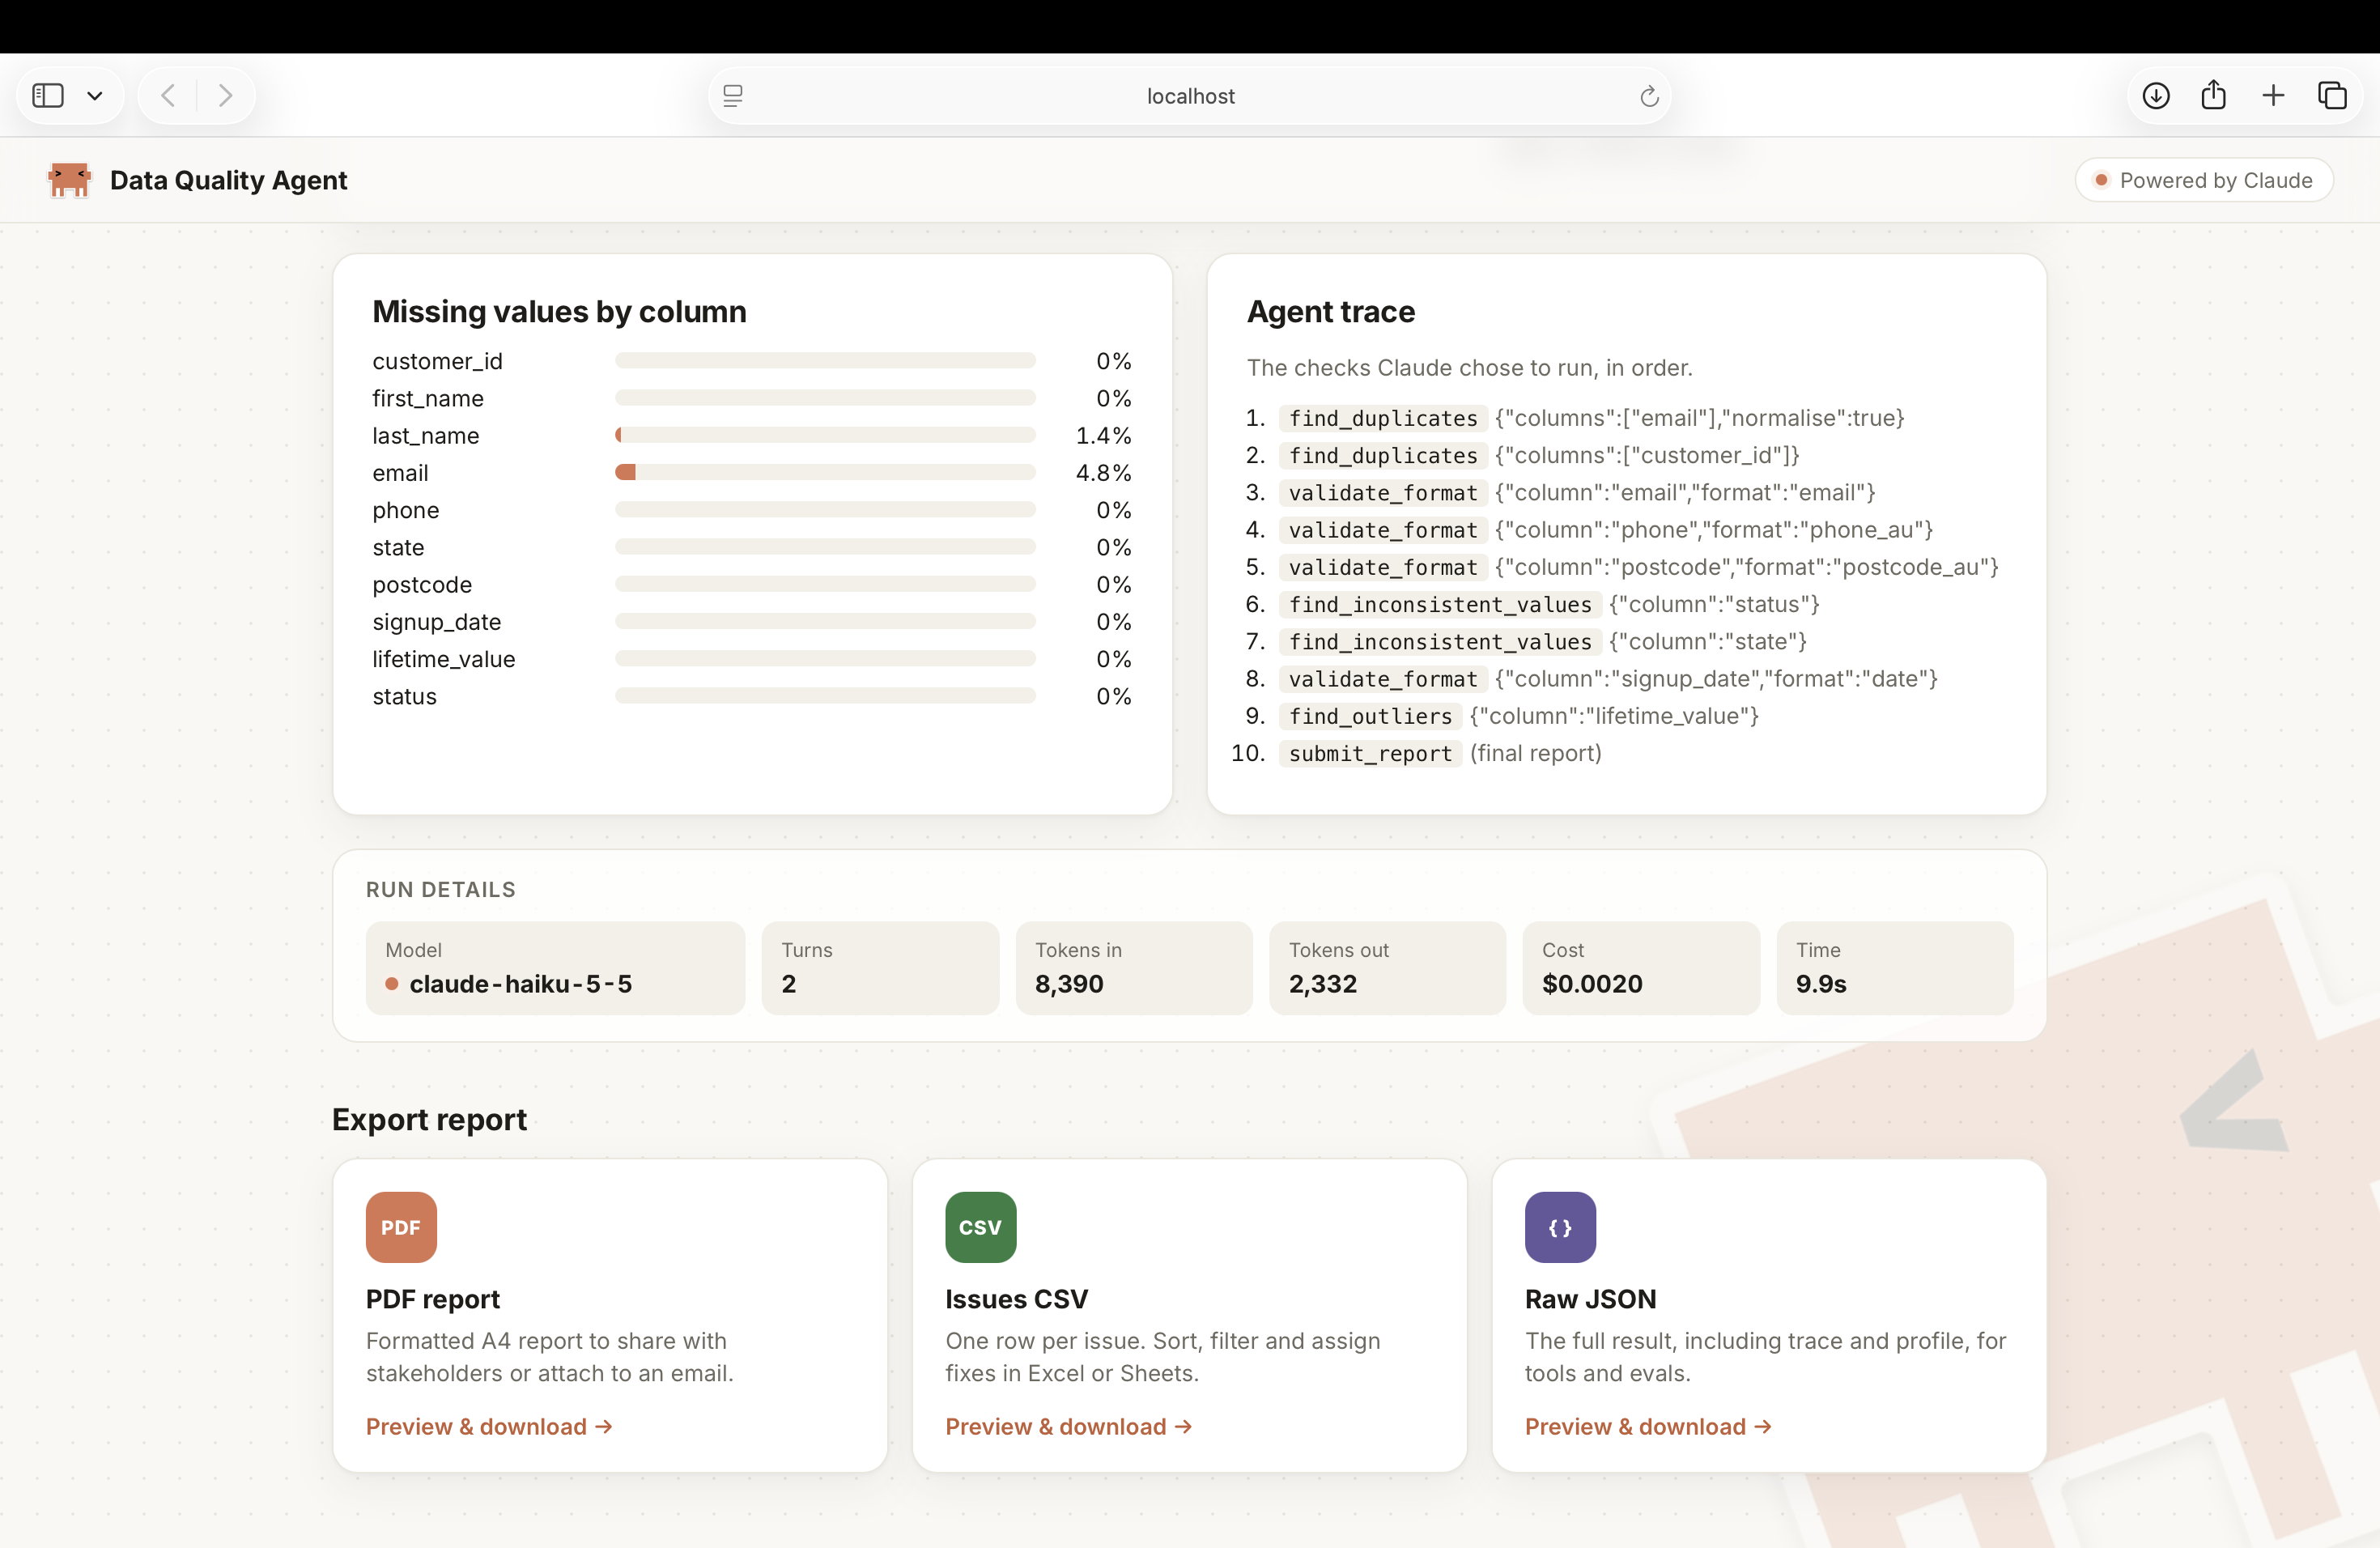 localhost
Data Quality Agent
Powered by Claude
Missing values by column
customer_id 0%
first_name 0%
last_name 1.4%
email 4.8%
phone 0%
state 0%
postcode 0%
signup_date 0%
lifetime_value 0%
status 0%
Agent trace
The checks Claude chose to run, in order.
1. find_duplicates {"columns":["email"],"normalise":true}
2. find_duplicates {"columns":["customer_id"]}
3. validate_format {"column":"email","format":"email"}
4. validate_format {"column":"phone","format":"phone_au"}
5. validate_format {"column":"postcode","format":"postcode_au"}
6. find_inconsistent_values {"column":"status"}
7. find_inconsistent_values {"column":"state"}
8. validate_format {"column":"signup_date","format":"date"}
9. find_outliers {"column":"lifetime_value"}
10. submit_report (final report)
RUN DETAILS
Model
claude-haiku-5-5
Turns
2
Tokens in
8,390
Tokens out
2,332
Cost
$0.0020
Time
9.9s
Export report
PDF
PDF report
Formatted A4 report to share with
stakeholders or attach to an email.
Preview & download →
CSV
Issues CSV
One row per issue. Sort, filter and assign
fixes in Excel or Sheets.
Preview & download →
{ }
Raw JSON
The full result, including trace and profile, for
tools and evals.
Preview & download →